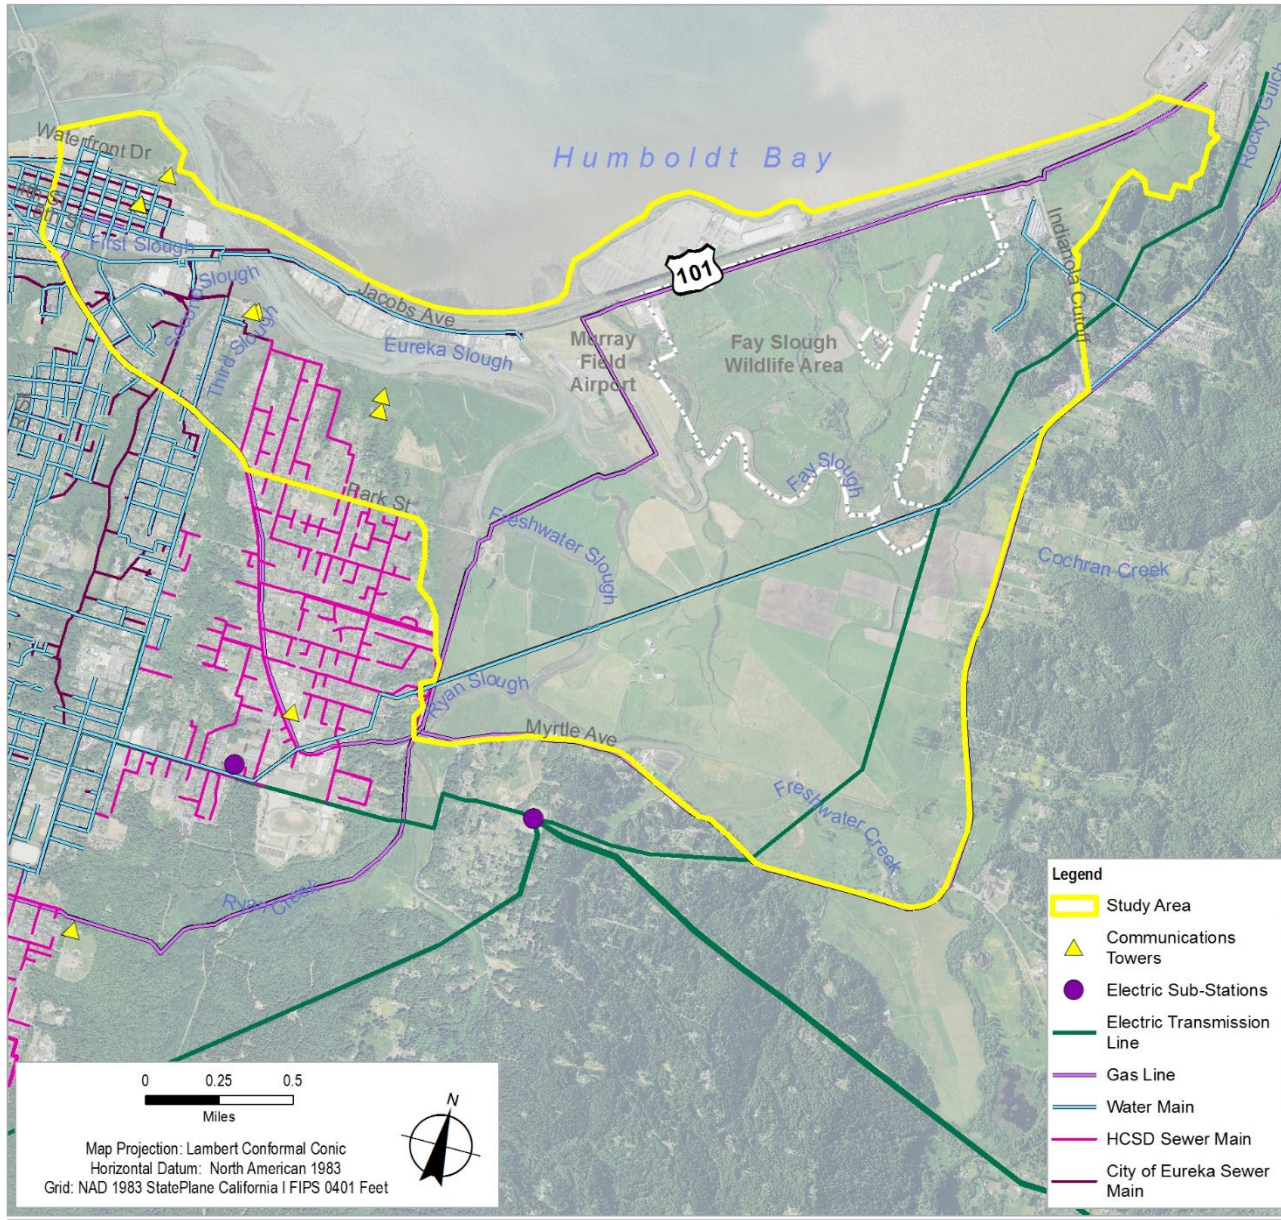 Humboldt Bay
Waterfront Dr
4th St
5th St
First Slough
Second Slough
Third Slough
Jacobs Ave
Eureka Slough
101
Murray
Field
Airport
Fay Slough
Wildlife Area
Indianola Cutoff
Rocky Gulch
Fay Slough
Park St
Freshwater Slough
Cochran Creek
Ryan Slough
Myrtle Ave
Freshwater Creek
Ryan Creek
Legend
Study Area
Communications
Towers
Electric Sub-Stations
Electric Transmission
Line
Gas Line
Water Main
HCSD Sewer Main
City of Eureka Sewer
Main
0 0.25 0.5
Miles
N
Map Projection: Lambert Conformal Conic
Horizontal Datum: North American 1983
Grid: NAD 1983 StatePlane California I FIPS 0401 Feet